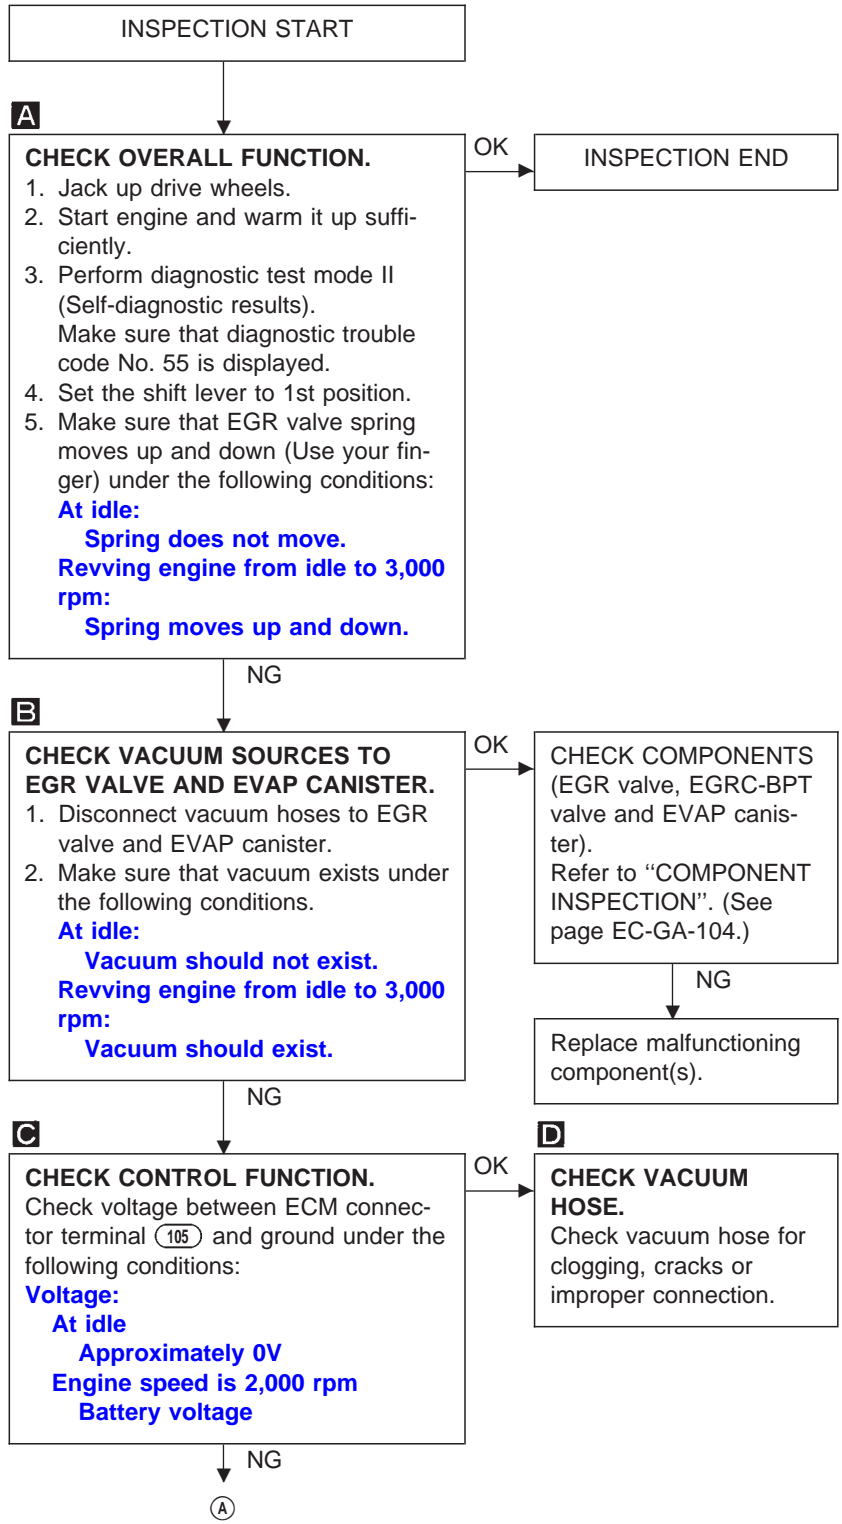 INSPECTION START
A
CHECK OVERALL FUNCTION.
1. Jack up drive wheels.
2. Start engine and warm it up suffi-
ciently.
3. Perform diagnostic test mode II
(Self-diagnostic results).
Make sure that diagnostic trouble
code No. 55 is displayed.
4. Set the shift lever to 1st position.
5. Make sure that EGR valve spring
moves up and down (Use your fin-
ger) under the following conditions:
At idle:
Spring does not move.
Revving engine from idle to 3,000
rpm:
Spring moves up and down.
OK
INSPECTION END
NG
B
CHECK VACUUM SOURCES TO
EGR VALVE AND EVAP CANISTER.
1. Disconnect vacuum hoses to EGR
valve and EVAP canister.
2. Make sure that vacuum exists under
the following conditions.
At idle:
Vacuum should not exist.
Revving engine from idle to 3,000
rpm:
Vacuum should exist.
OK
CHECK COMPONENTS
(EGR valve, EGRC-BPT
valve and EVAP canis-
ter).
Refer to ‘‘COMPONENT
INSPECTION’’. (See
page EC-GA-104.)
NG
Replace malfunctioning
component(s).
NG
C
CHECK CONTROL FUNCTION.
Check voltage between ECM connec-
tor terminal 105 and ground under the
following conditions:
Voltage:
At idle
Approximately 0V
Engine speed is 2,000 rpm
Battery voltage
OK
D
CHECK VACUUM
HOSE.
Check vacuum hose for
clogging, cracks or
improper connection.
NG
A